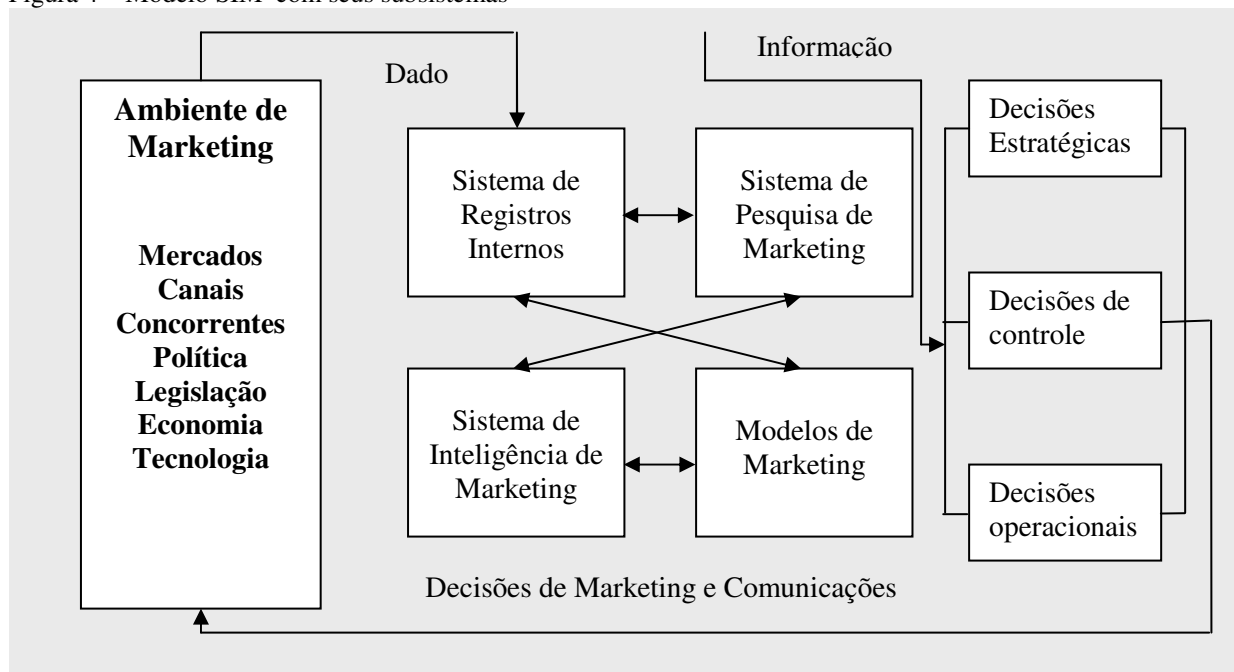 Figura 4 – Modelo SIM com seus subsistemas
Informação
Dado
Ambiente de
Marketing
Mercados
Canais
Concorrentes
Política
Legislação
Economia
Tecnologia
Sistema de
Registros
Internos
Sistema de
Pesquisa de
Marketing
Sistema de
Inteligência de
Marketing
Modelos de
Marketing
Decisões
Estratégicas
Decisões de
controle
Decisões
operacionais
Decisões de Marketing e Comunicações